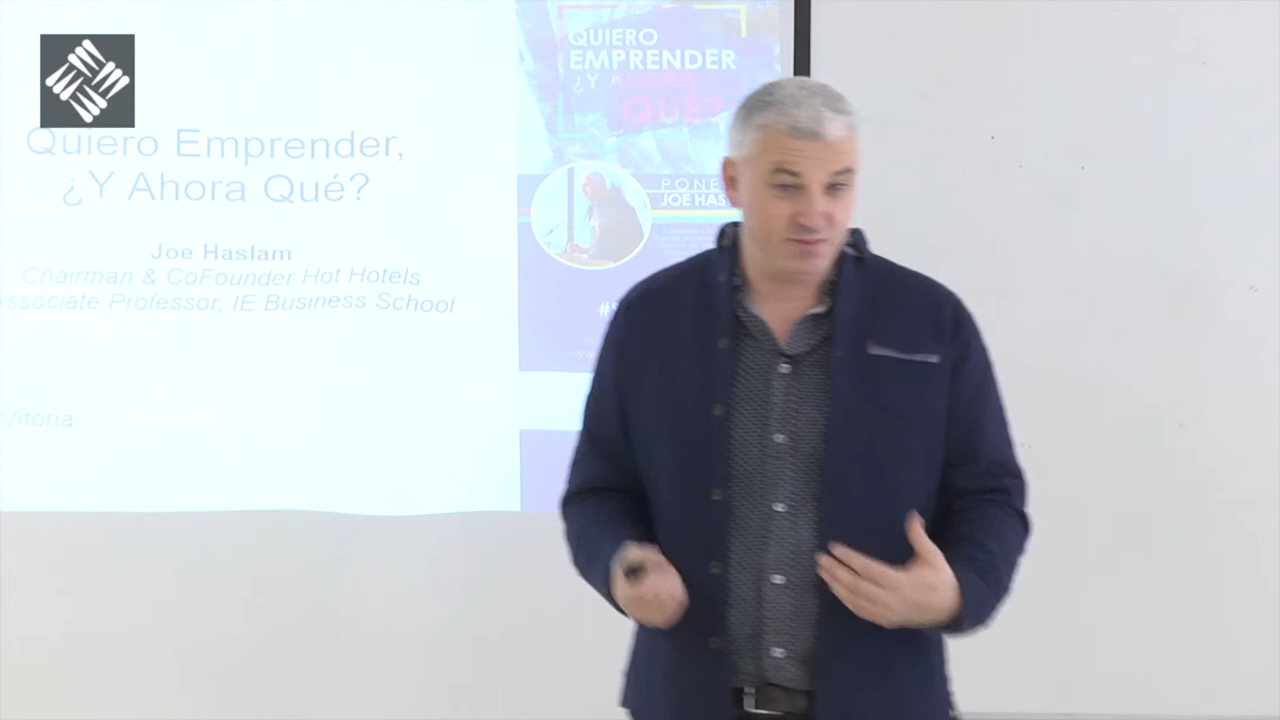 Quiero Emprender,
¿Y Ahora Qué?
Joe Haslam
Chairman & CoFounder Hot Hotels
ssociate Professor, IE Business School
Vitoria
QUIERO
EMPRENDER
¿Y A
QUÉ?
PONE
JOE HAS